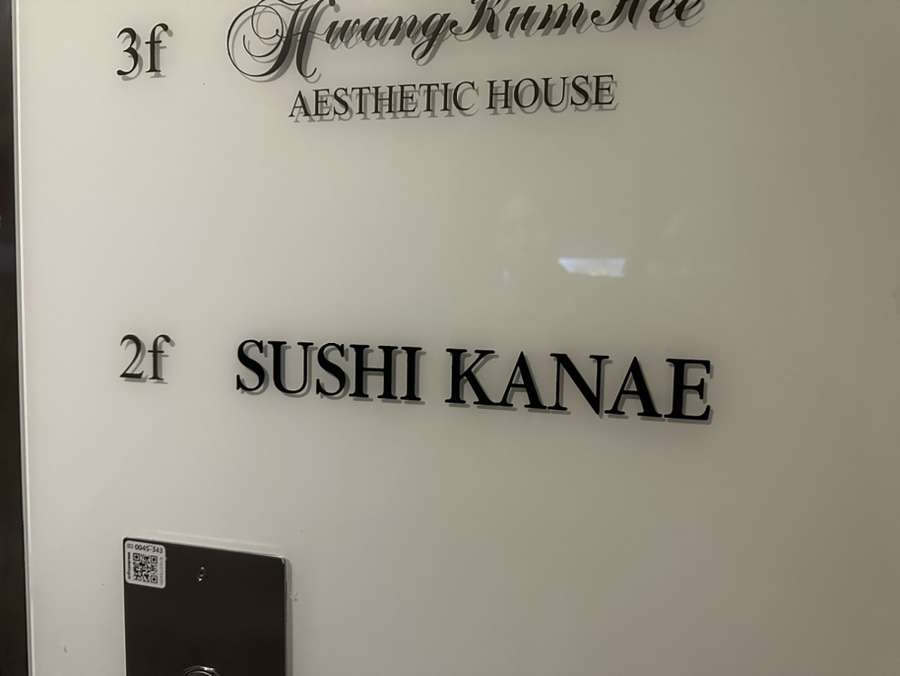 3f HwangKumHee
AESTHETIC HOUSE
2f SUSHI KANAE